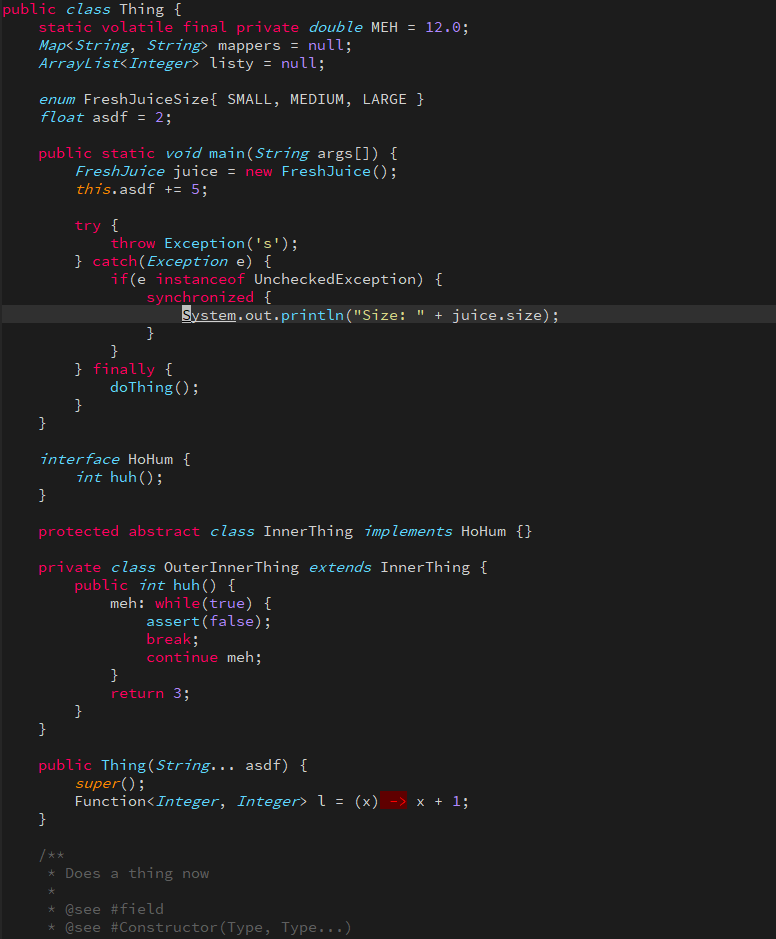 public class Thing {
    static volatile final private double MEH = 12.0;
    Map<String, String> mappers = null;
    ArrayList<Integer> listy = null;

    enum FreshJuiceSize{ SMALL, MEDIUM, LARGE }
    float asdf = 2;

    public static void main(String args[]) {
        FreshJuice juice = new FreshJuice();
        this.asdf += 5;

        try {
            throw Exception('s');
        } catch(Exception e) {
            if(e instanceof UncheckedException) {
                synchronized {
                    System.out.println("Size: " + juice.size);
                }
            }
        } finally {
            doThing();
        }
    }

    interface HoHum {
        int huh();
    }

    protected abstract class InnerThing implements HoHum {}

    private class OuterInnerThing extends InnerThing {
        public int huh() {
            meh: while(true) {
                assert(false);
                break;
                continue meh;
            }
            return 3;
        }
    }

    public Thing(String... asdf) {
        super();
        Function<Integer, Integer> l = (x) -> x + 1;
    }

    /**
     * Does a thing now
     *
     * @see #field
     * @see #Constructor(Type, Type...)